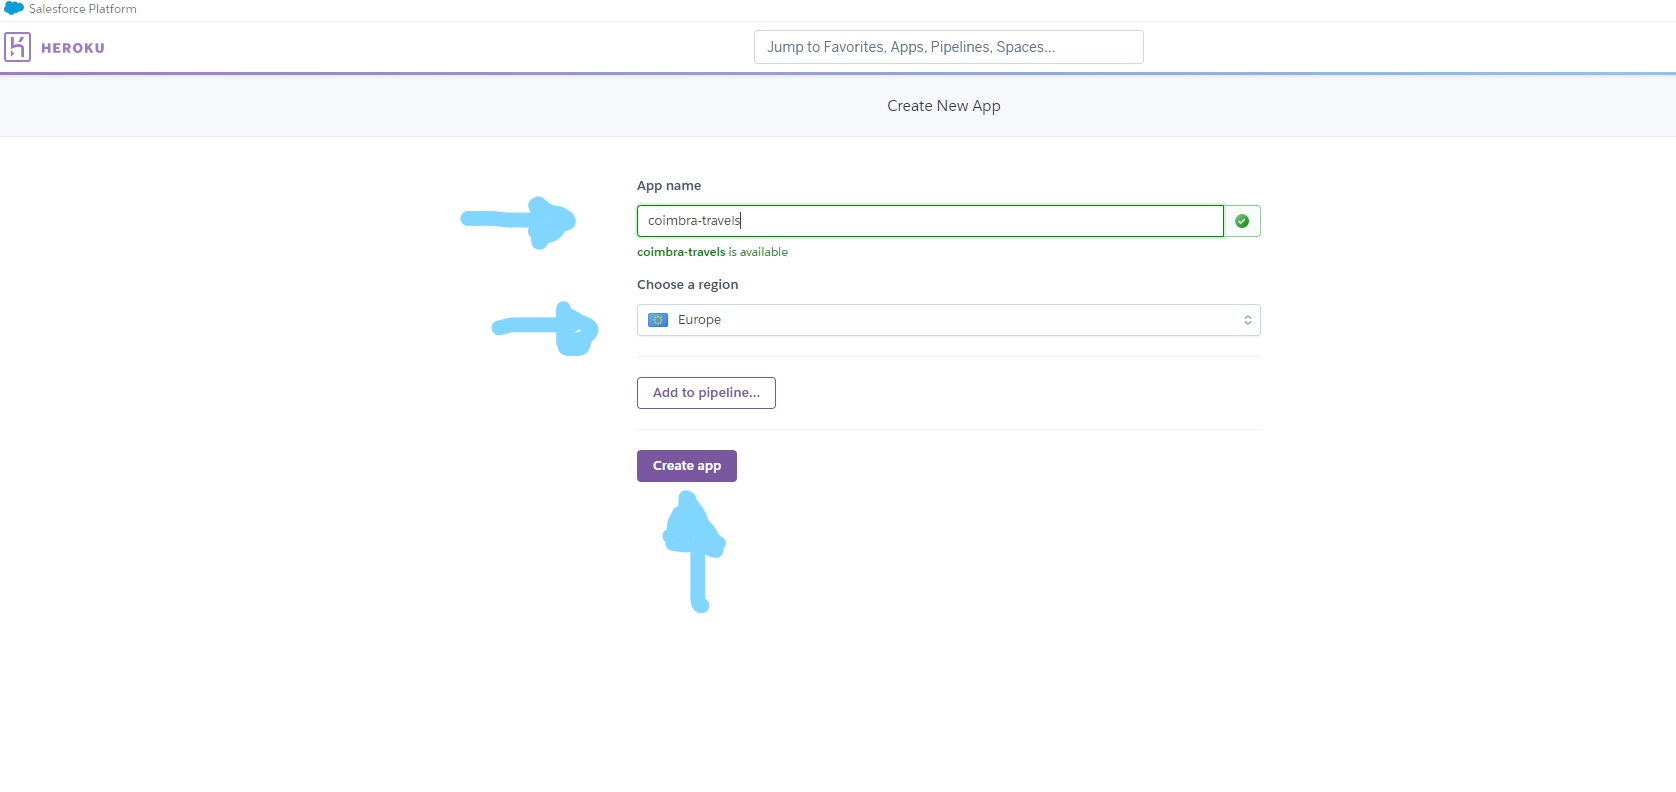 Salesforce Platform
HEROKU
Jump to Favorites, Apps, Pipelines, Spaces...
Create New App
App name
coimbra-travels
coimbra-travels is available
Choose a region
Europe
Add to pipeline...
Create app